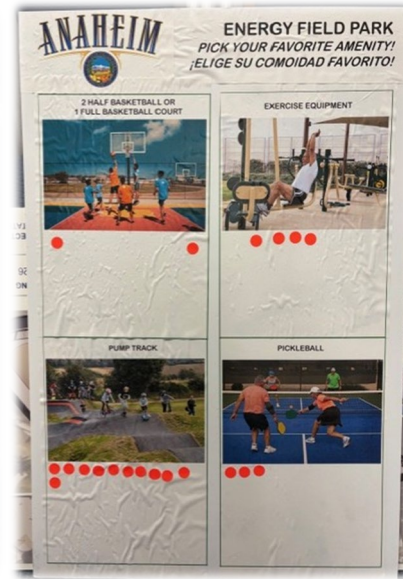 ANAHEIM
ENERGY FIELD PARK
PICK YOUR FAVORITE AMENITY!
¡ELIGE SU COMOIDAD FAVORITO!
2 HALF BASKETBALL OR
1 FULL BASKETBALL COURT
EXERCISE EQUIPMENT
PUMP TRACK
PICKLEBALL